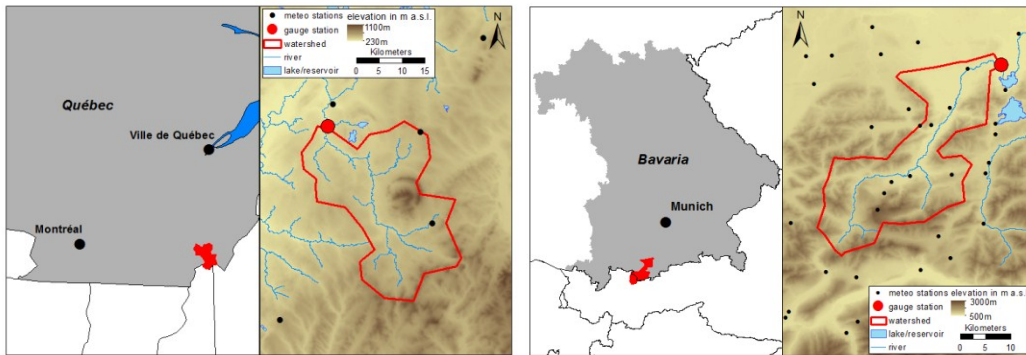 Québec
Ville de Québec
Montréal
N
meteo stations
gauge station
watershed
river
lake/reservoir
elevation in m a.s.l.
1100m
230m
Kilometers
0 5 10 15
Bavaria
Munich
N
meteo stations
gauge station
watershed
lake/reservoir
river
elevation in m a.s.l.
3000m
500m
Kilometers
0 5 10